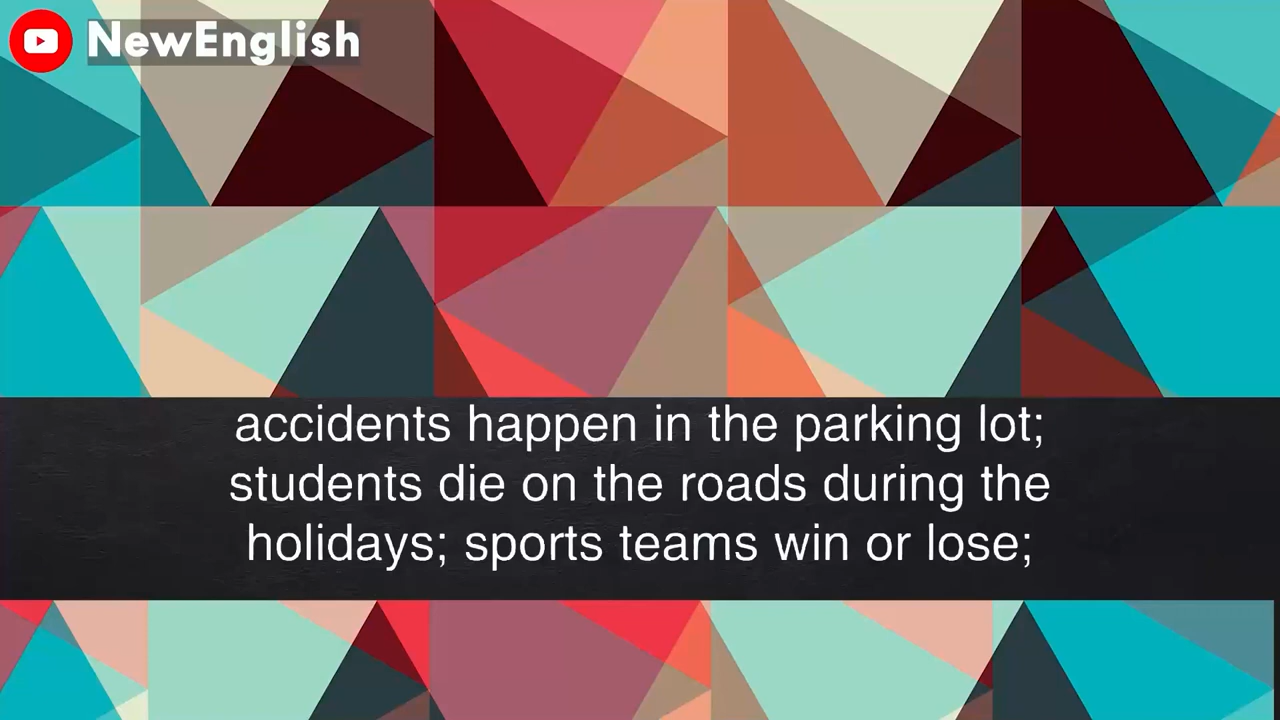 NewEnglish
accidents happen in the parking lot;
students die on the roads during the
holidays; sports teams win or lose;